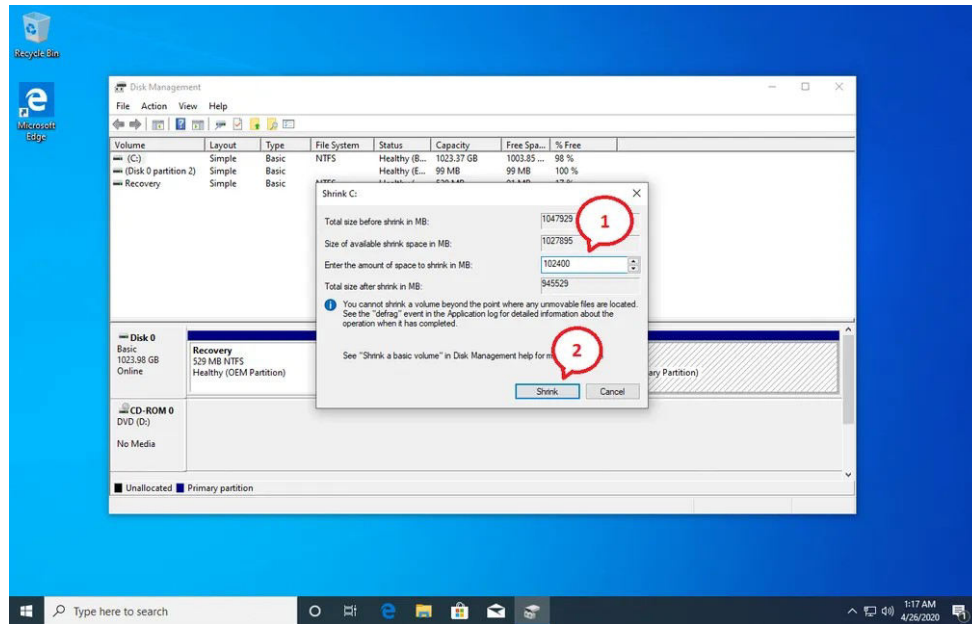 Recycle Bin
Microsoft
Edge
Disk Management
File Action View Help
Volume Layout Type File System Status Capacity Free Spa... % Free
(C:) Simple Basic NTFS Healthy (B... 1023.37 GB 1003.85 ... 98 %
(Disk 0 partition 2) Simple Basic Healthy (E... 99 MB 99 MB 100 %
Recovery Simple Basic
Shrink C:
Total size before shrink in MB: 1047929
1
Size of available shrink space in MB: 1027895
Enter the amount of space to shrink in MB: 102400
Total size after shrink in MB: 945529
You cannot shrink a volume beyond the point where any unmovable files are located.
See the "defrag" event in the Application log for detailed information about the
operation when it has completed.
See "Shrink a basic volume" in Disk Management help for
2
Shrink Cancel
Disk 0
Basic
1023.98 GB
Online
Recovery
529 MB NTFS
Healthy (OEM Partition)
ary Partition)
CD-ROM 0
DVD (D:)
No Media
Unallocated Primary partition
Type here to search
1:17 AM
4/26/2020